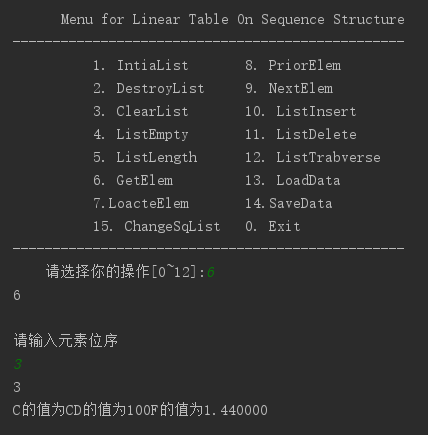 Menu for Linear Table On Sequence Structure
-------------------------------------------------
1. IntiaList 8. PriorElem
2. DestroyList 9. NextElem
3. ClearList 10. ListInsert
4. ListEmpty 11. ListDelete
5. ListLength 12. ListTrabverse
6. GetElem 13. LoadData
7.LoacteElem 14.SaveData
15. ChangeSqList 0. Exit
-------------------------------------------------
请选择你的操作[0~12]:6
6
请输入元素位序
3
3
C的值为CD的值为100F的值为1.440000